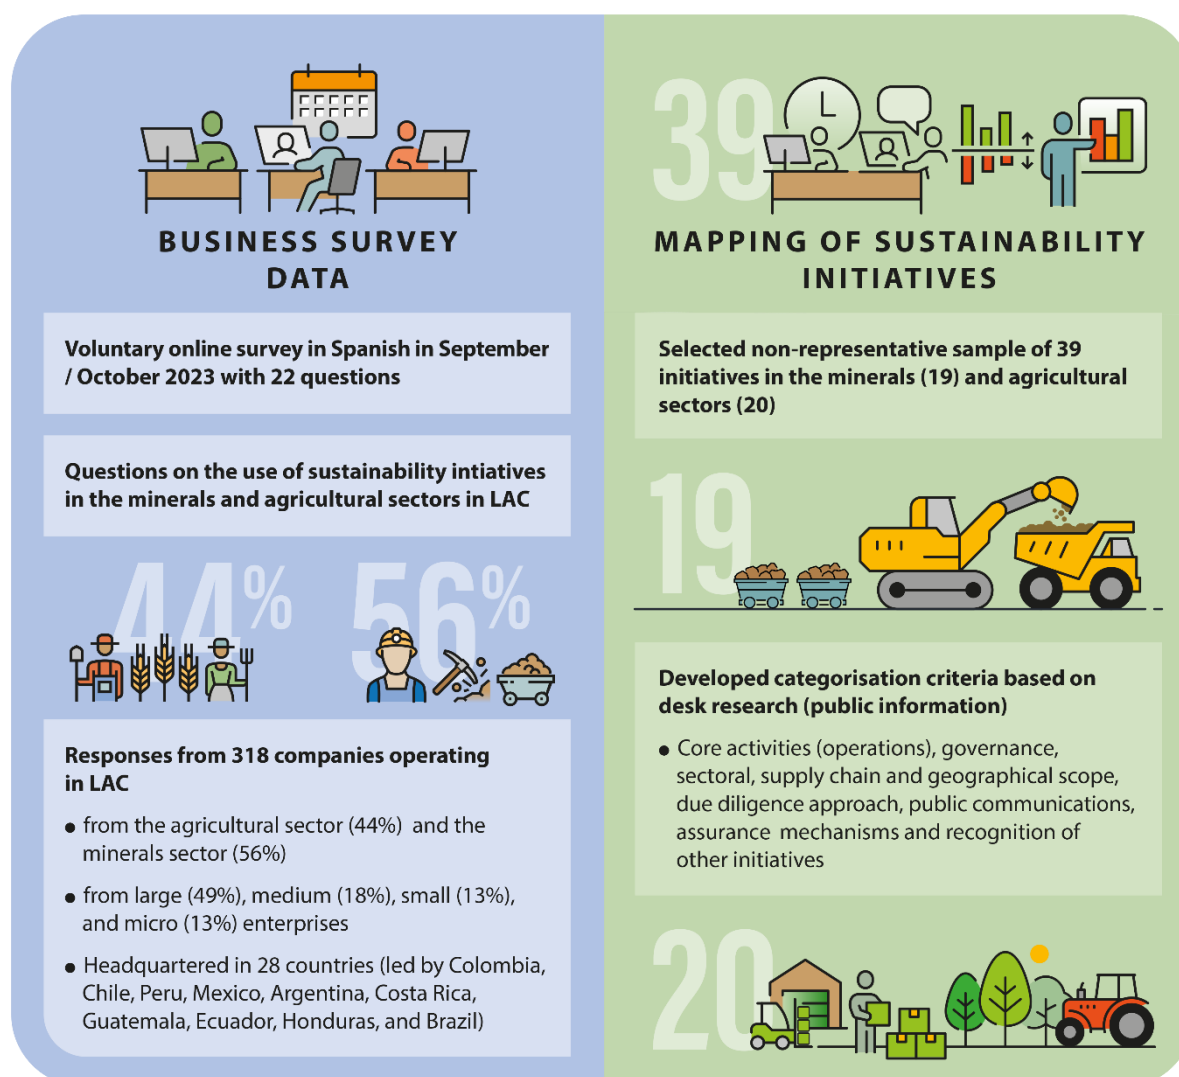 BUSINESS SURVEY
DATA
Voluntary online survey in Spanish in September
/ October 2023 with 22 questions
Questions on the use of sustainability intiatives
in the minerals and agricultural sectors in LAC
44%
56%
Responses from 318 companies operating
in LAC
● from the agricultural sector (44%) and the
minerals sector (56%)
● from large (49%), medium (18%), small (13%),
and micro (13%) enterprises
● Headquartered in 28 countries (led by Colombia,
Chile, Peru, Mexico, Argentina, Costa Rica,
Guatemala, Ecuador, Honduras, and Brazil)
39
MAPPING OF SUSTAINABILITY
INITIATIVES
Selected non-representative sample of 39
initiatives in the minerals (19) and agricultural
sectors (20)
19
Developed categorisation criteria based on
desk research (public information)
● Core activities (operations), governance,
sectoral, supply chain and geographical scope,
due diligence approach, public communications,
assurance mechanisms and recognition of
other initiatives
20